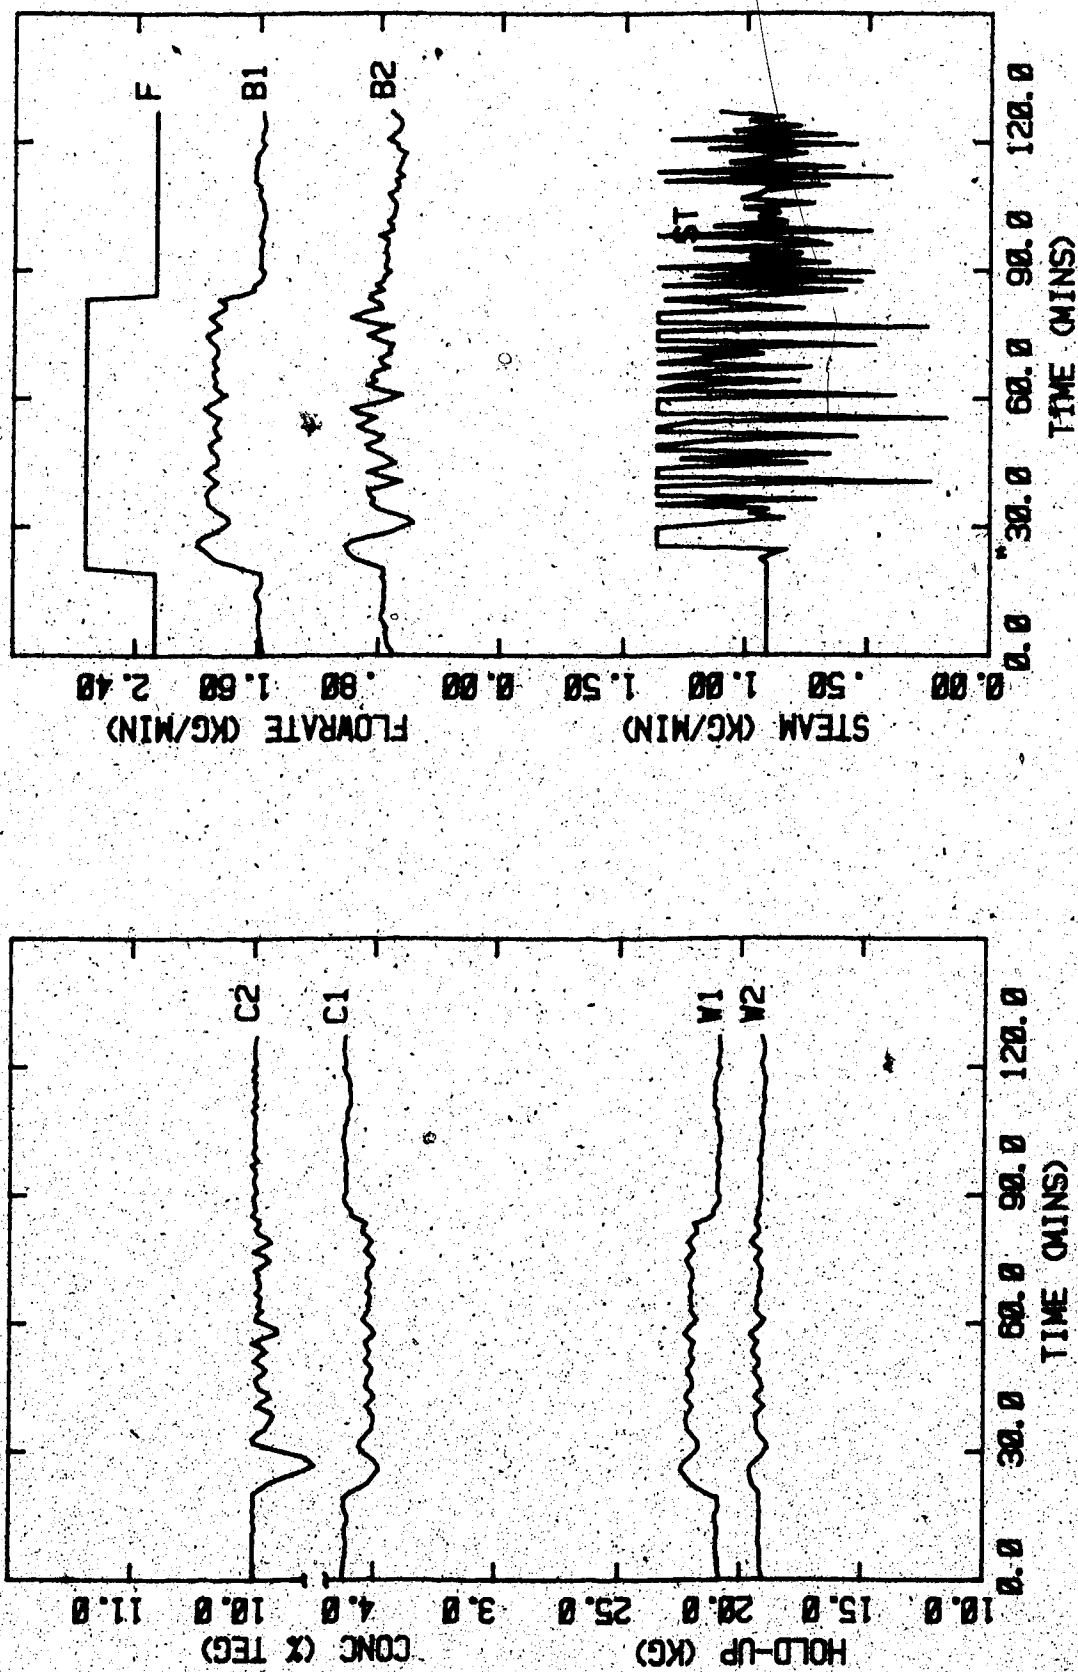 11.0
10.0
4.0
3.0
CONC (% TEG)
25.0
20.0
15.0
10.0
HOLD-UP (KG)
C2
C1
W1
W2
0.0 30.0 60.0 90.0 120.0
TIME (MINS)
2.40
1.60
.80
0.00
FLOWRATE (KG/MIN)
1.50
1.00
.50
0.00
STEAM (KG/MIN)
F
B1
B2
ST
0.0 30.0 60.0 90.0 120.0
TIME (MINS)